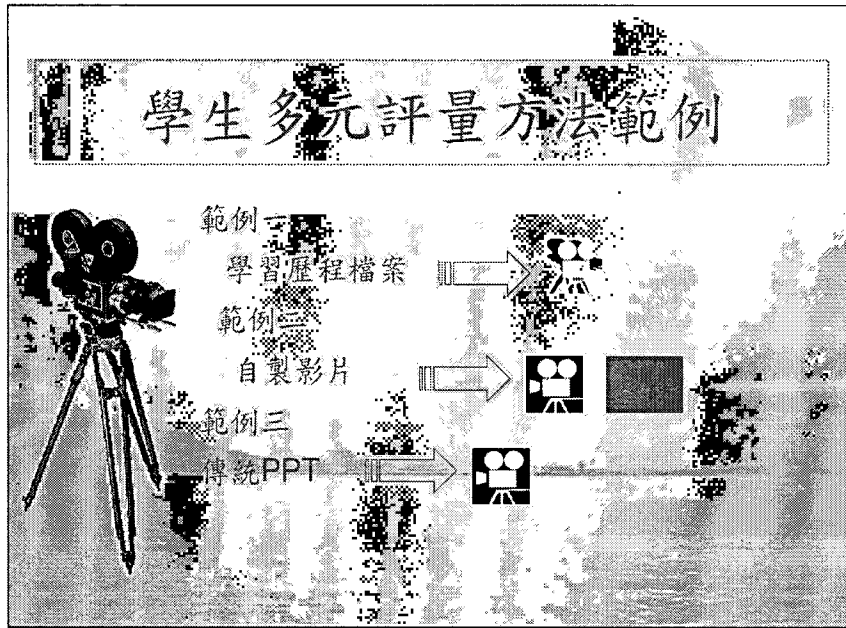 學生多元評量方法範例
範例一
學習歷程檔案
範例二
自製影片
範例三
傳統PPT